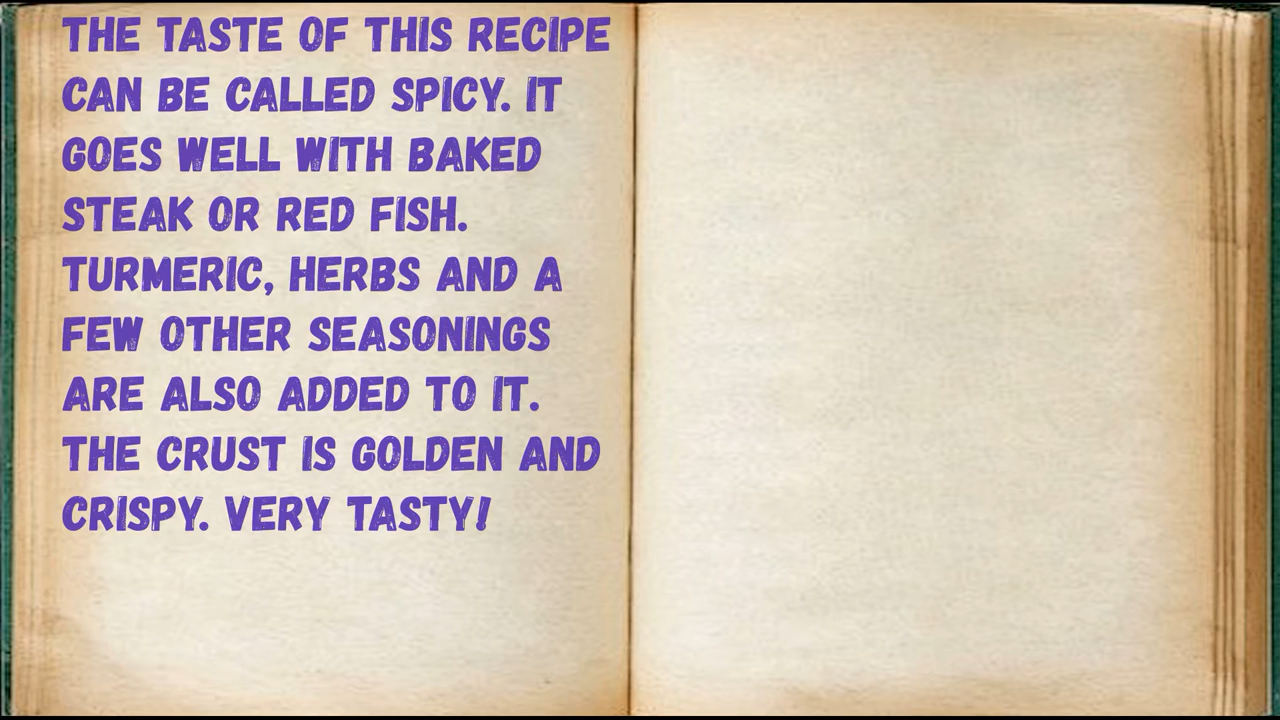 THE TASTE OF THIS RECIPE
CAN BE CALLED SPICY. IT
GOES WELL WITH BAKED
STEAK OR RED FISH.
TURMERIC, HERBS AND A
FEW OTHER SEASONINGS
ARE ALSO ADDED TO IT.
THE CRUST IS GOLDEN AND
CRISPY. VERY TASTY!